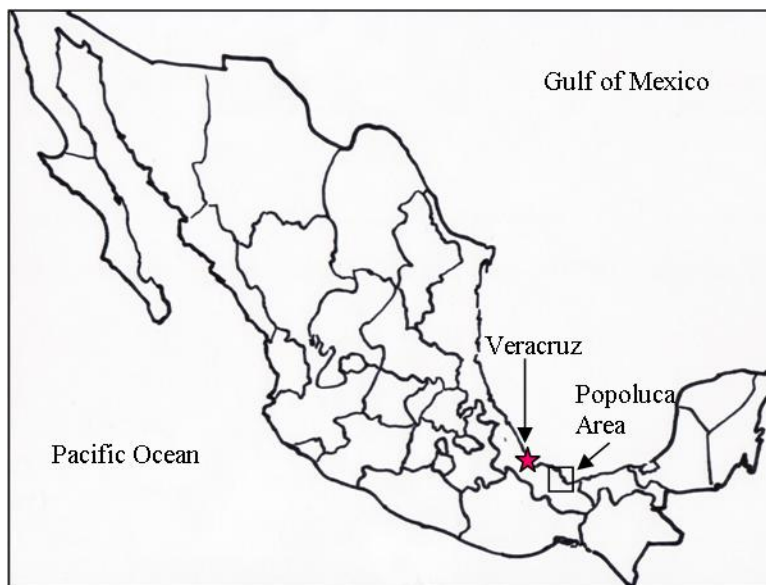 Gulf of Mexico
Veracruz
Popoluca
Area
Pacific Ocean